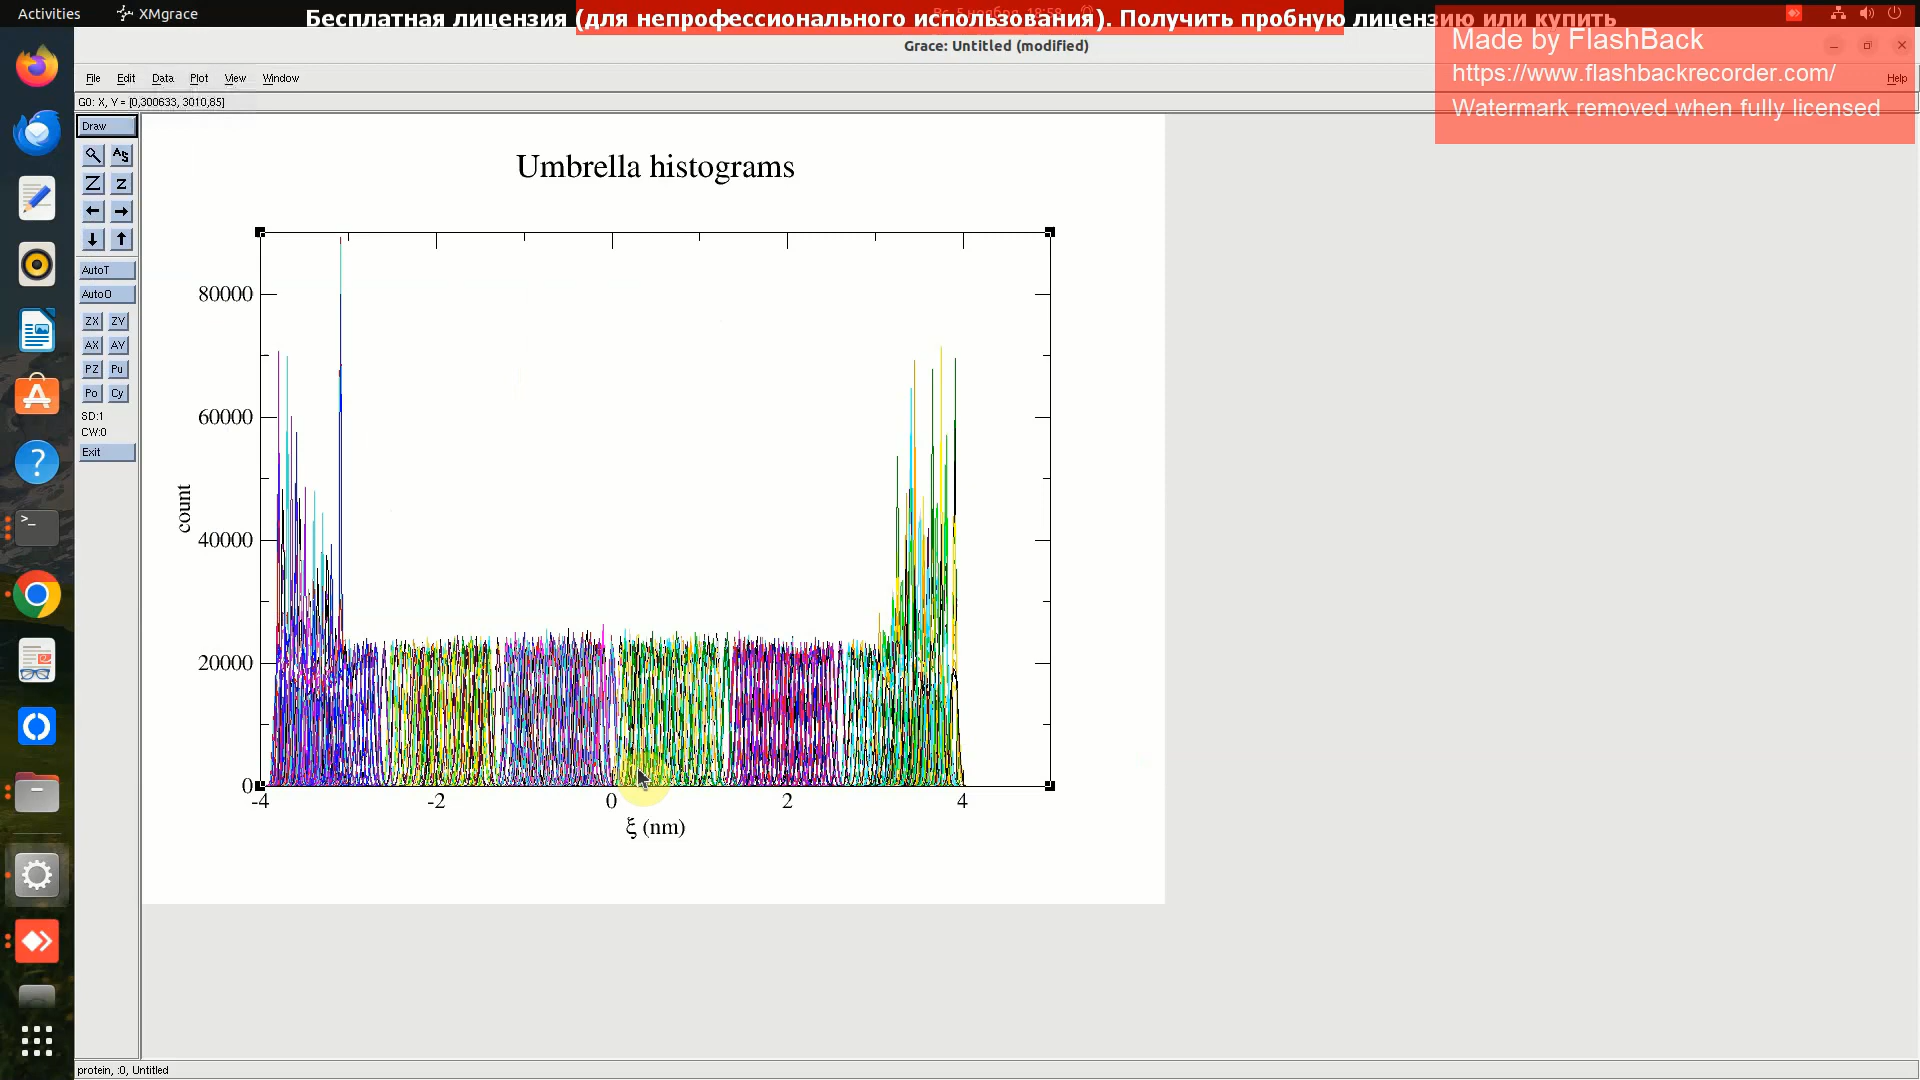 Activities
XMgrace
Бесплатная лицензия (для непрофессионального использования). Получить пробную лицензию или купить
Grace: Untitled (modified)
Made by FlashBack
https://www.flashbackrecorder.com/
Watermark removed when fully licensed
File Edit Data Plot View Window Help
G0: X, Y = [0,300633, 3010,85]
Draw
AS
Z z
AutoT
AutoO
ZX ZY
AX AY
PZ Pu
Po Cy
SD:1
CW:0
Exit
Umbrella histograms
80000
60000
40000
20000
0
count
-4 -2 0 2 4
ξ (nm)
protein, :0, Untitled